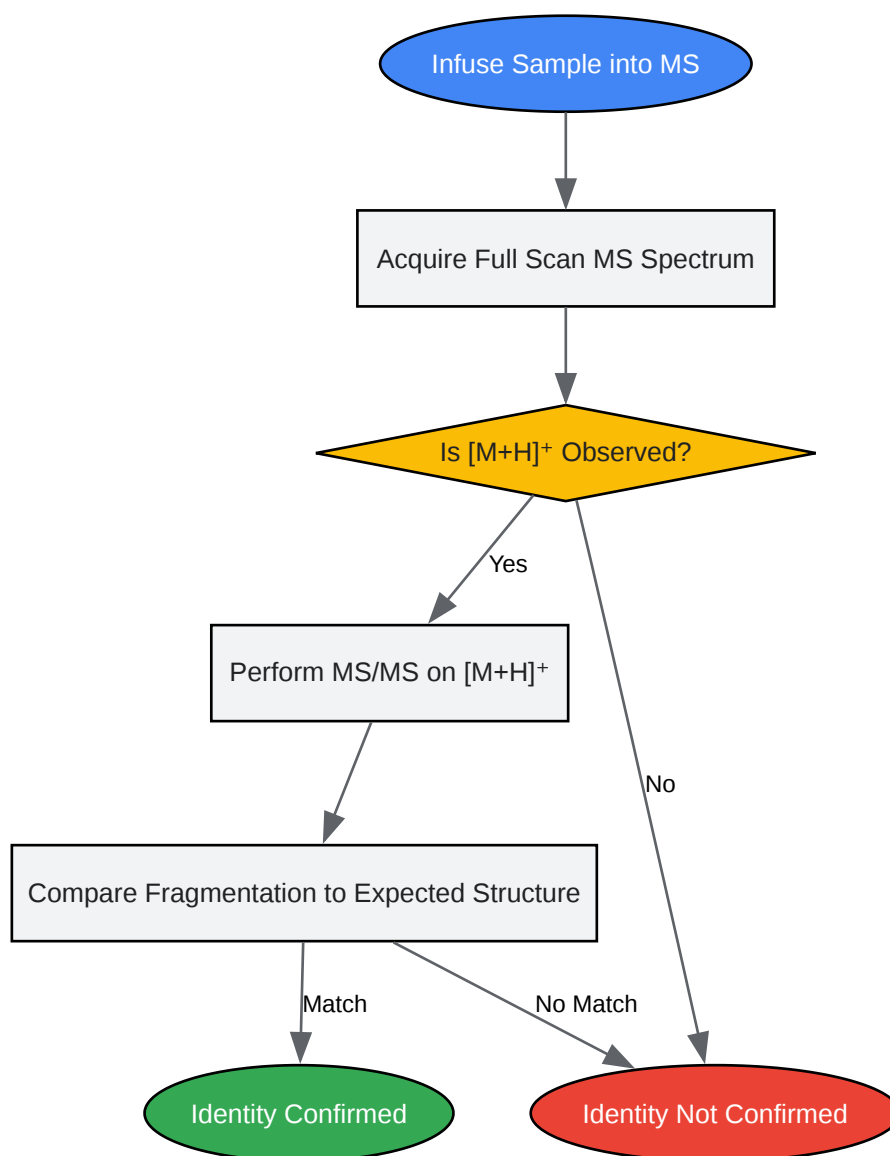 Infuse Sample into MS
Acquire Full Scan MS Spectrum
Is [M+H]⁺ Observed?
Yes
Perform MS/MS on [M+H]⁺
No
Compare Fragmentation to Expected Structure
Match
No Match
Identity Confirmed
Identity Not Confirmed